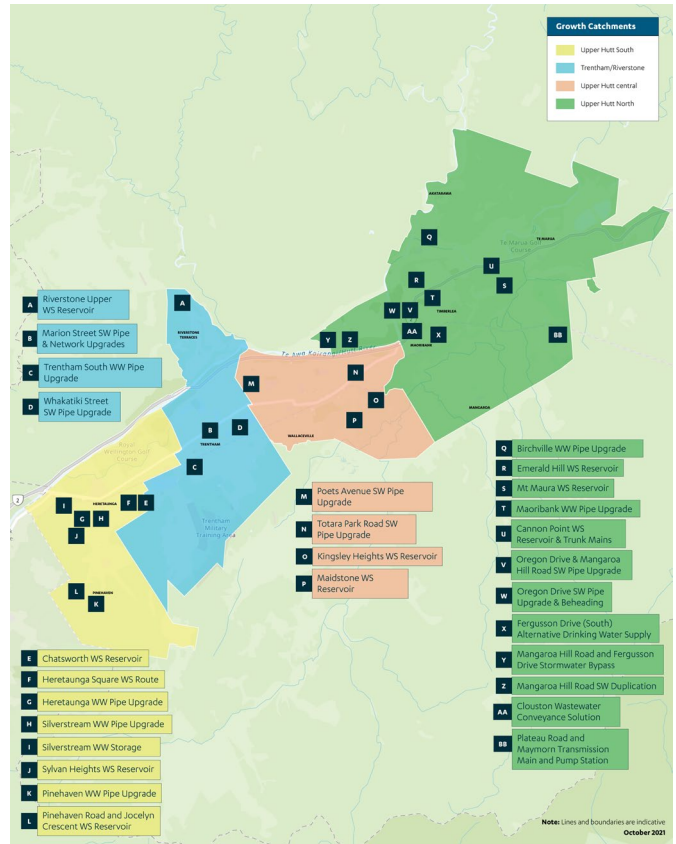 Growth Catchments
Upper Hutt South
Trentham/Riverstone
Upper Hutt central
Upper Hutt North
AKATARAWA
Q
TE MARUA
Te Marua Golf
Course
U
R
S
T
W
V
TIMBERLEA
AA
X
BB
Y
Z
MAORIBANK
MANGAROA
A
RIVERSTONE
TERRACES
A
Riverstone Upper
WS Reservoir
B
Marion Street SW Pipe
& Network Upgrades
C
Trentham South WW Pipe
Upgrade
D
Whakatiki Street
SW Pipe Upgrade
N
M
O
P
WALLACEVILLE
B
D
TRENTHAM
C
Royal
Wellington Golf
Course
Trentham
Military
Training Area
2
HERETAUNGA
F
E
I
G
H
J
L
PINEHAVEN
K
M
Poets Avenue SW Pipe
Upgrade
N
Totara Park Road SW
Pipe Upgrade
O
Kingsley Heights WS Reservoir
P
Maidstone WS
Reservoir
Q
Birchville WW Pipe Upgrade
R
Emerald Hill WS Reservoir
S
Mt Maura WS Reservoir
T
Maoribank WW Pipe Upgrade
U
Cannon Point WS
Reservoir & Trunk Mains
V
Oregon Drive & Mangaroa
Hill Road SW Pipe Upgrade
W
Oregon Drive SW Pipe
Upgrade & Beheading
X
Fergusson Drive (South)
Alternative Drinking Water Supply
Y
Mangaroa Hill Road and Fergusson
Drive Stormwater Bypass
Z
Mangaroa Hill Road SW Duplication
AA
Clouston Wastewater
Conveyance Solution
BB
Plateau Road and
Maymorn Transmission
Main and Pump Station
E
Chatsworth WS Reservoir
F
Heretaunga Square WS Route
G
Heretaunga WW Pipe Upgrade
H
Silverstream WW Pipe Upgrade
I
Silverstream WW Storage
J
Sylvan Heights WS Reservoir
K
Pinehaven WW Pipe Upgrade
L
Pinehaven Road and Jocelyn
Crescent WS Reservoir
Note: Lines and boundaries are indicative
October 2021